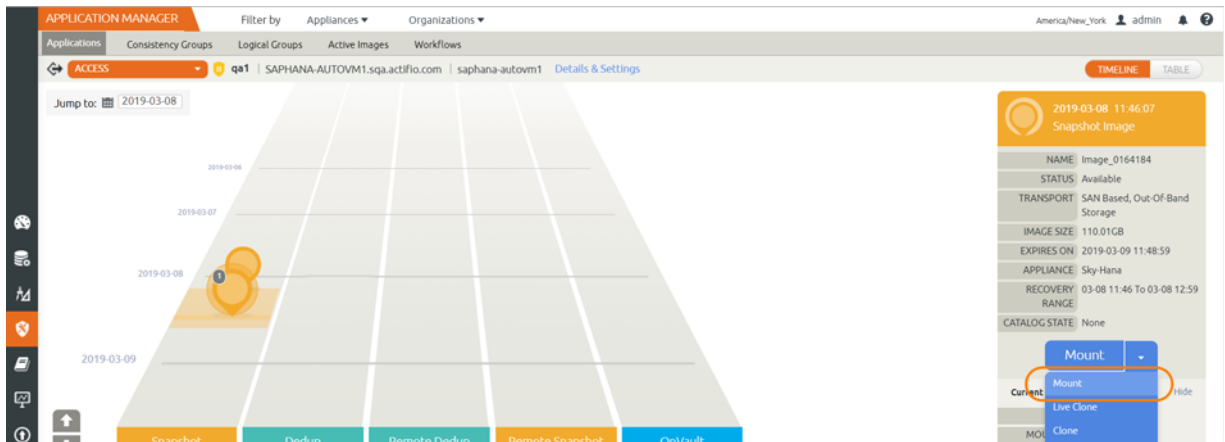 APPLICATION MANAGER Filter by Appliances Organizations America/New_York admin
Applications Consistency Groups Logical Groups Active Images Workflows
ACCESS qa1 | SAPHANA-AUTOVM1.sqa.actifio.com | saphana-autovm1 Details & Settings TIMELINE TABLE
Jump to: 2019-03-08
2019-03-06
2019-03-07
2019-03-08
1
2019-03-09
Snapshot Dedup Remote Dedup Remote Snapshot OnVault
2019-03-08 11:46:07
Snapshot Image
NAME Image_0164184
STATUS Available
TRANSPORT SAN Based, Out-Of-Band
Storage
IMAGE SIZE 110.01GB
EXPIRES ON 2019-03-09 11:48:59
APPLIANCE Sky-Hana
RECOVERY RANGE 03-08 11:46 To 03-08 12:59
CATALOG STATE None
Mount
Current Mount Hide
Live Clone
MOU Clone